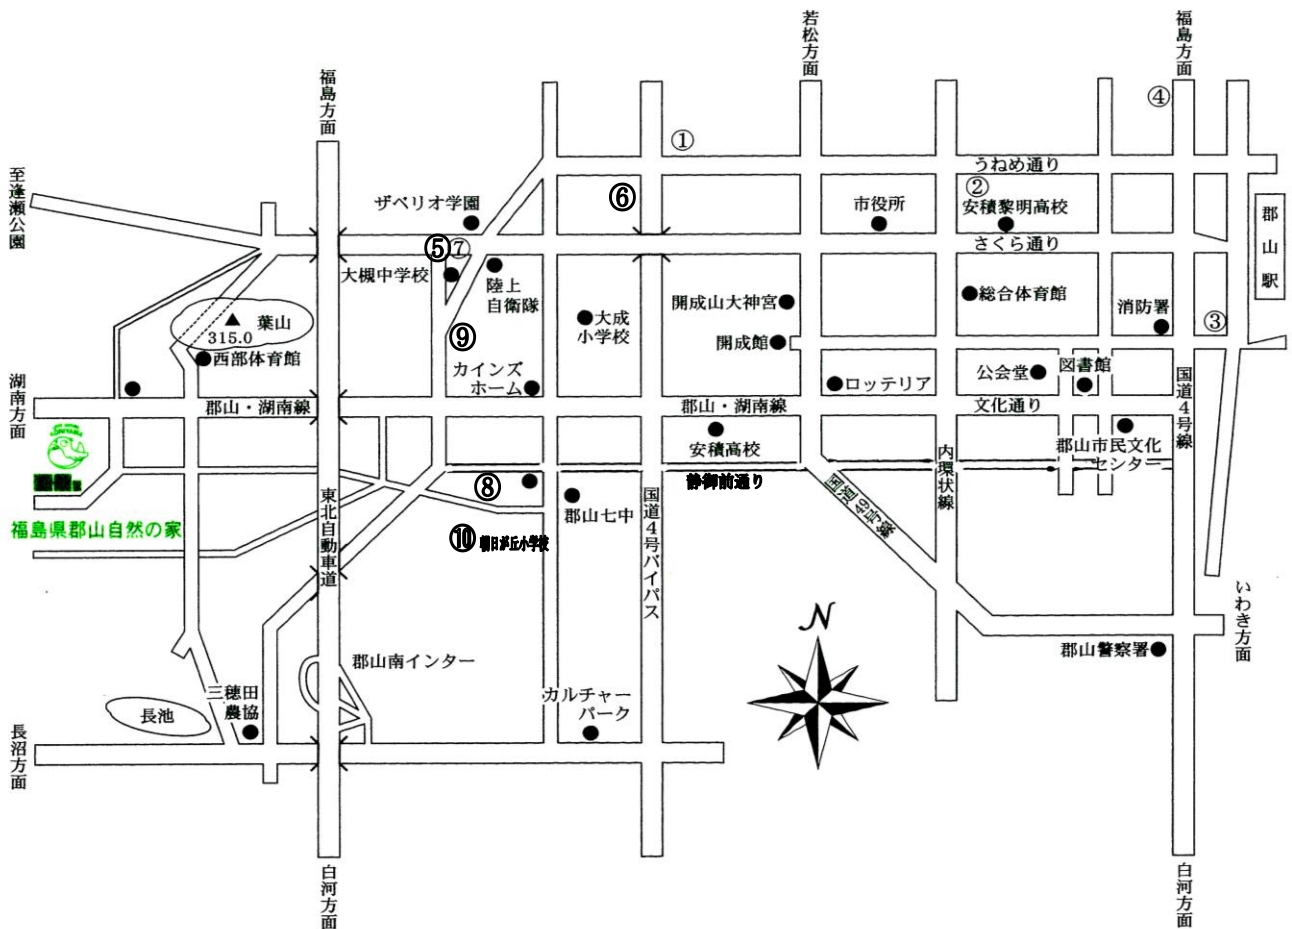 若松方面
福島方面
福島方面
④
①
うねめ通り
至逢瀬公園
②
⑥
ザベリオ学園
市役所
安積黎明高校
郡山駅
⑤
⑦
さくら通り
大槻中学校
陸上
自衛隊
開成山大神宮
総合体育館
消防署
葉山
315.0
大成
小学校
③
⑨
開成館
西部体育館
カインズ
ホーム
ロッテリア
公会堂
図書館
国道4号線
湖南方面
郡山・湖南線
郡山・湖南線
文化通り
安積高校
郡山市民文化
センター
内環状線
静御前通り
国道49号線
⑧
郡山七中
国道4号バイパス
東北自動車道
福島県郡山自然の家
⑩
朝日が丘小学校
いわき方面
N
郡山警察署
郡山南インター
三穂田
農協
カルチャー
パーク
長池
長沼方面
白河方面
白河方面